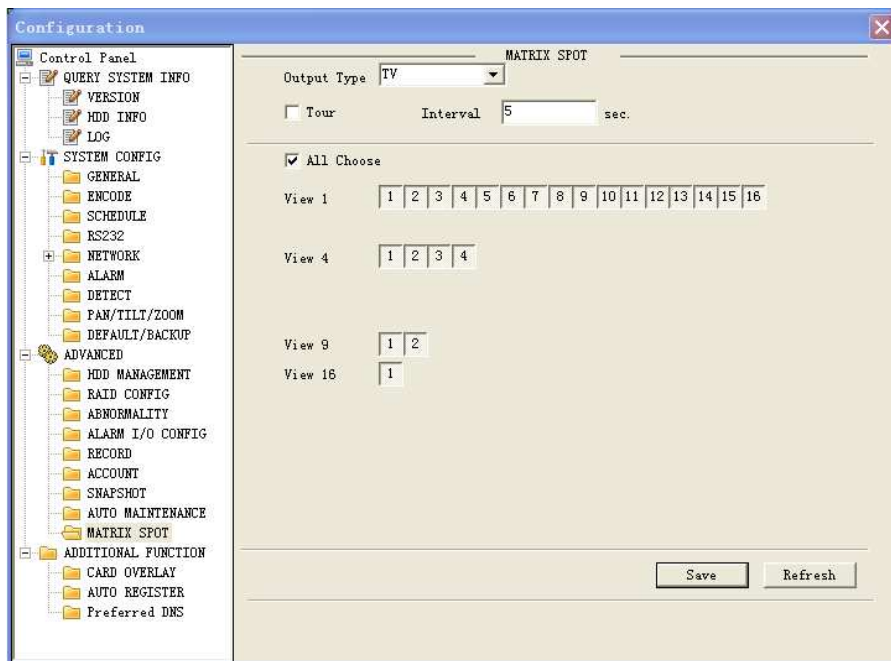 Configuration
Control Panel
QUERY SYSTEM INFO
VERSION
HDD INFO
LOG
SYSTEM CONFIG
GENERAL
ENCODE
SCHEDULE
RS232
NETWORK
ALARM
DETECT
PAN/TILT/ZOOM
DEFAULT/BACKUP
ADVANCED
HDD MANAGEMENT
RAID CONFIG
ABNORMALITY
ALARM I/O CONFIG
RECORD
ACCOUNT
SNAPSHOT
AUTO MAINTENANCE
MATRIX SPOT
ADDITIONAL FUNCTION
CARD OVERLAY
AUTO REGISTER
Preferred DNS
MATRIX SPOT
Output Type TV
Tour Interval 5 sec.
All Choose
View 1 1 2 3 4 5 6 7 8 9 10 11 12 13 14 15 16
View 4 1 2 3 4
View 9 1 2
View 16 1
Save Refresh